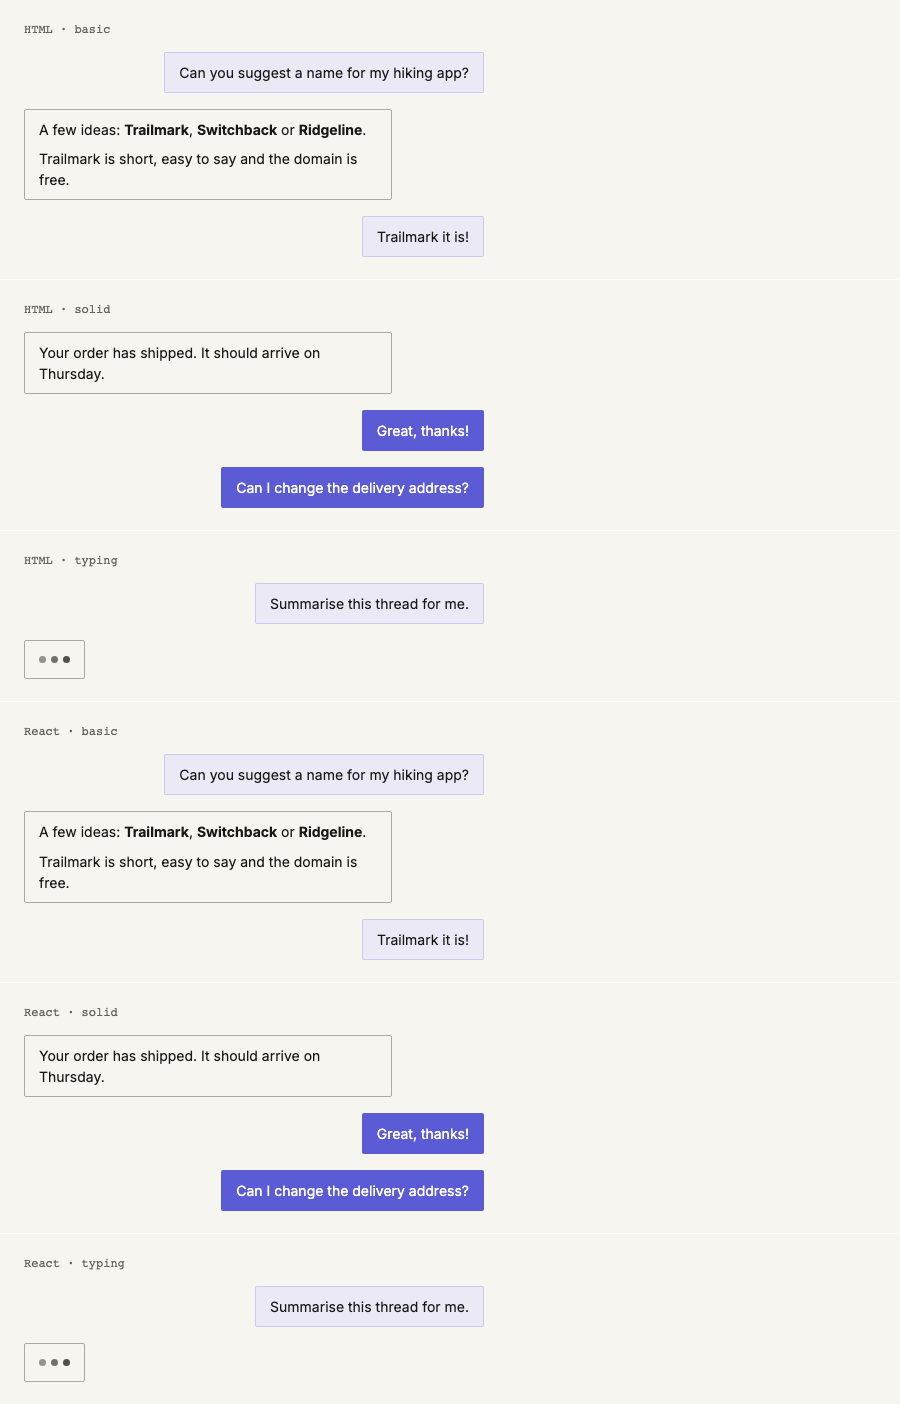 HTML · basic
Can you suggest a name for my hiking app?
A few ideas: Trailmark, Switchback or Ridgeline.
Trailmark is short, easy to say and the domain is
free.
Trailmark it is!
HTML · solid
Your order has shipped. It should arrive on
Thursday.
Great, thanks!
Can I change the delivery address?
HTML · typing
Summarise this thread for me.
React · basic
Can you suggest a name for my hiking app?
A few ideas: Trailmark, Switchback or Ridgeline.
Trailmark is short, easy to say and the domain is
free.
Trailmark it is!
React · solid
Your order has shipped. It should arrive on
Thursday.
Great, thanks!
Can I change the delivery address?
React · typing
Summarise this thread for me.